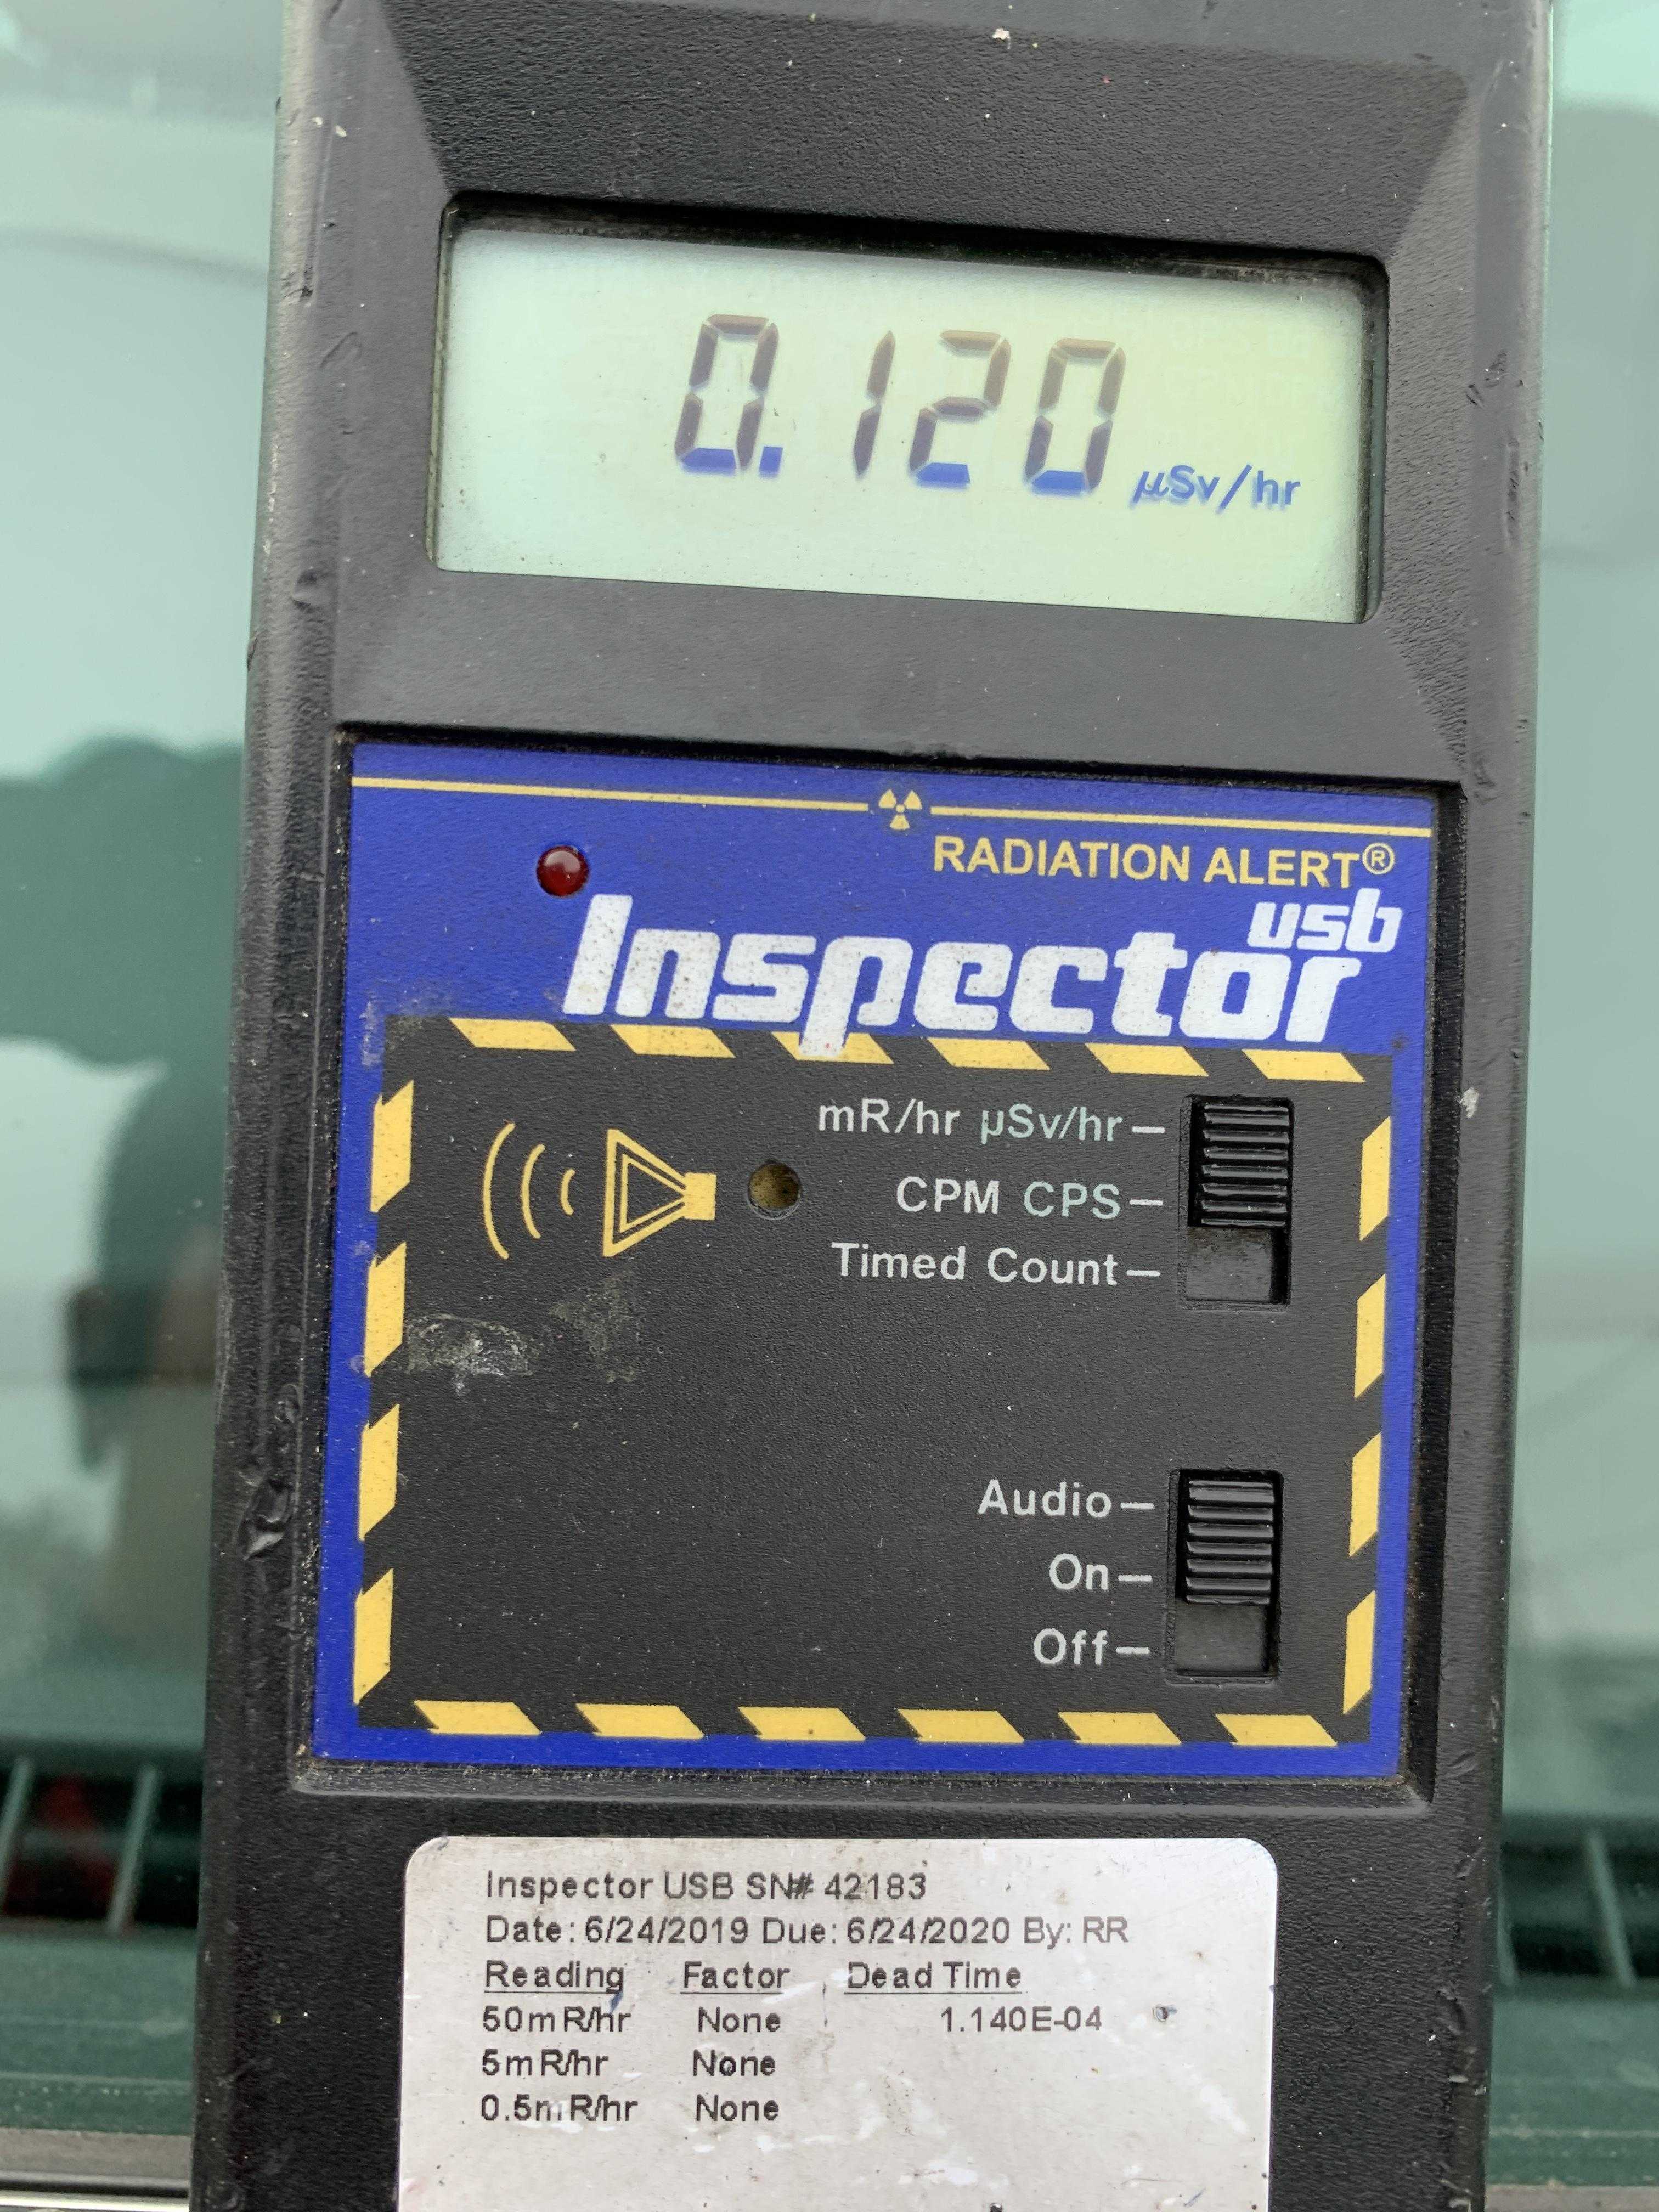 0.120 µSv/hr
RADIATION ALERT®
Inspector usb
mR/hr µSv/hr
CPM CPS
Timed Count
Audio
On
Off
Inspector USB SN# 42183
Date: 6/24/2019 Due: 6/24/2020 By: RR
Reading Factor Dead Time
50mR/hr None 1.140E-04
5mR/hr None
0.5mR/hr None